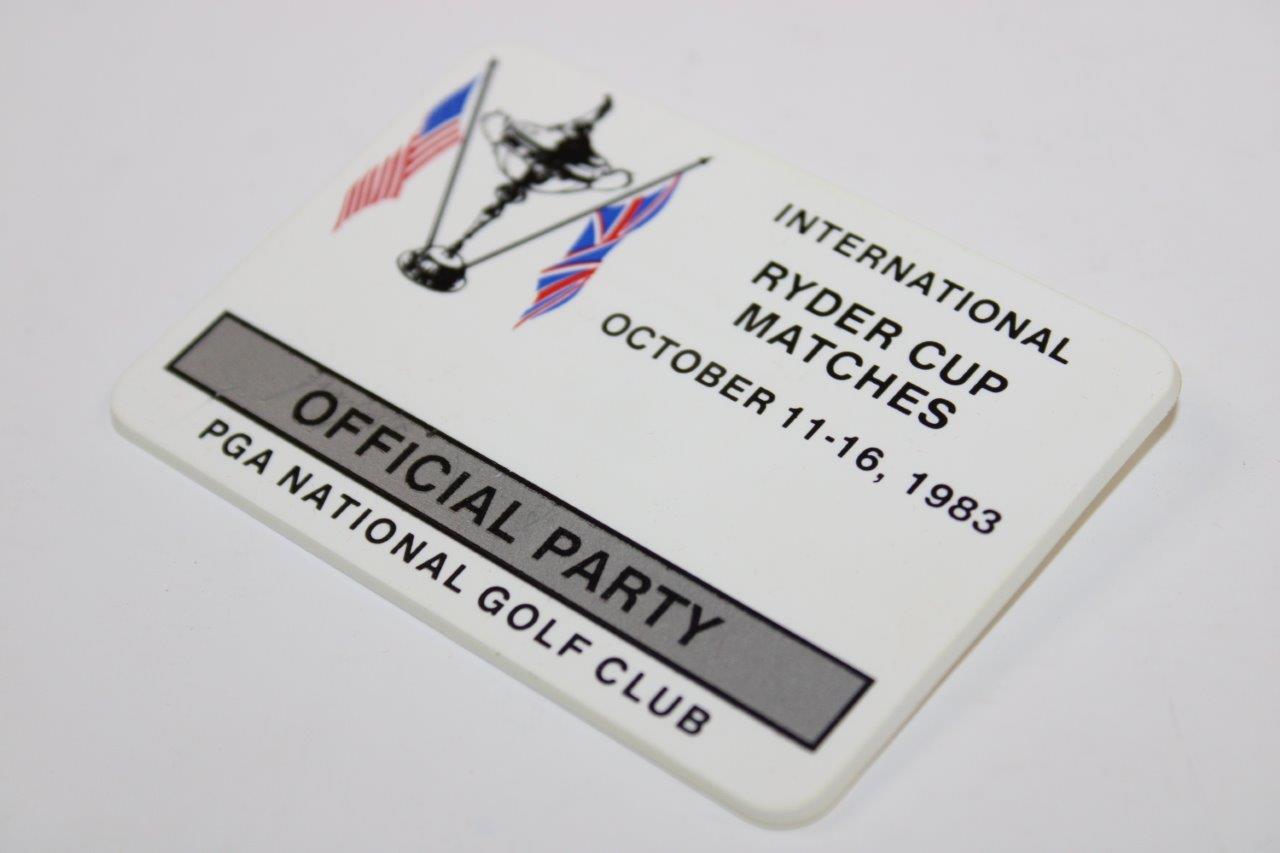 INTERNATIONAL
RYDER CUP
MATCHES
OCTOBER 11-16, 1983
OFFICIAL PARTY
PGA NATIONAL GOLF CLUB